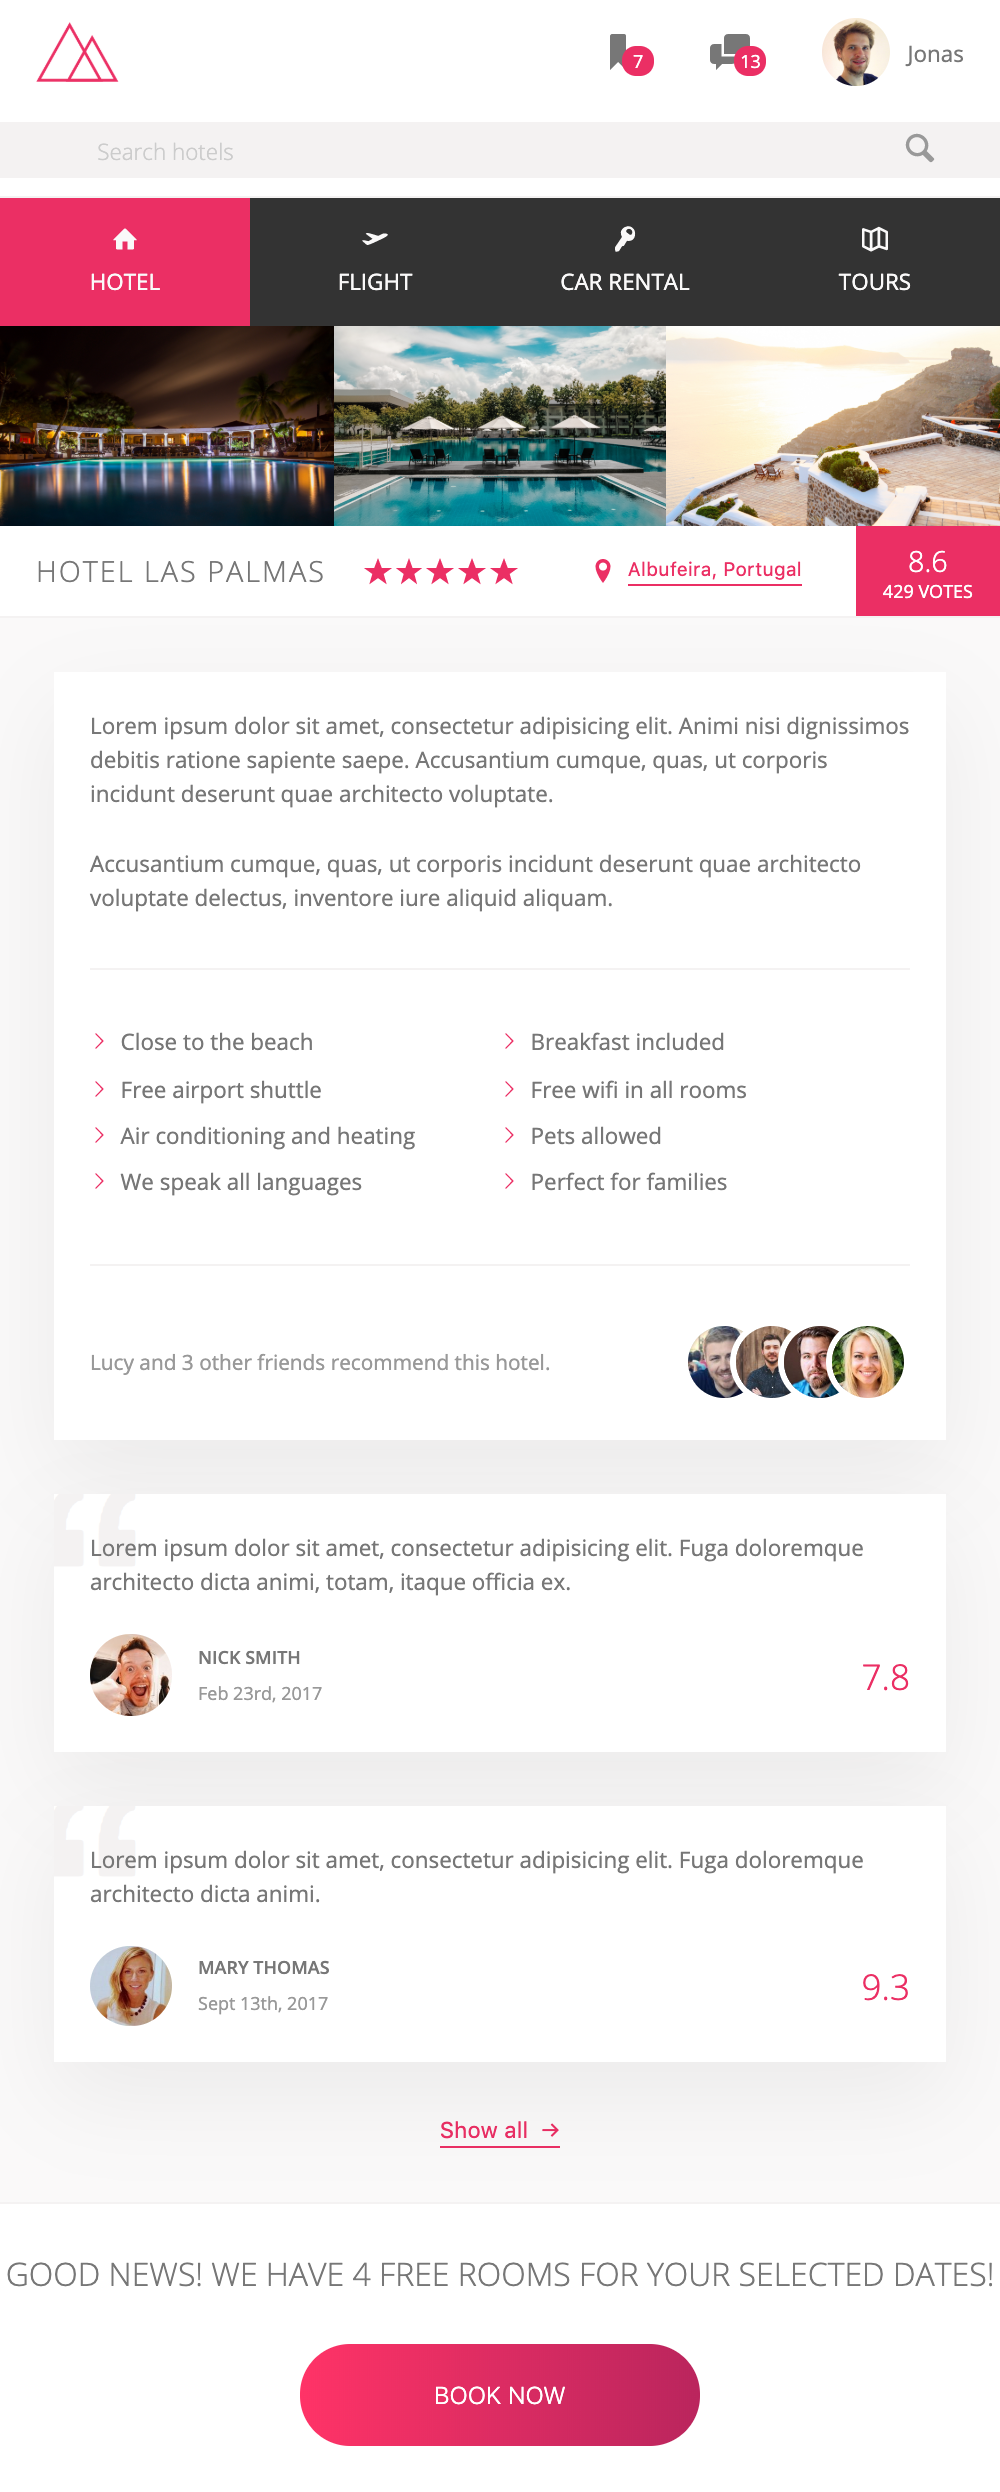 7
13
Jonas
Search hotels
HOTEL
FLIGHT
CAR RENTAL
TOURS
HOTEL LAS PALMAS
Albufeira, Portugal
8.6
429 VOTES
Lorem ipsum dolor sit amet, consectetur adipisicing elit. Animi nisi dignissimos
debitis ratione sapiente saepe. Accusantium cumque, quas, ut corporis
incidunt deserunt quae architecto voluptate.
Accusantium cumque, quas, ut corporis incidunt deserunt quae architecto
voluptate delectus, inventore iure aliquid aliquam.
Close to the beach
Breakfast included
Free airport shuttle
Free wifi in all rooms
Air conditioning and heating
Pets allowed
We speak all languages
Perfect for families
Lucy and 3 other friends recommend this hotel.
“
Lorem ipsum dolor sit amet, consectetur adipisicing elit. Fuga doloremque
architecto dicta animi, totam, itaque officia ex.
NICK SMITH
Feb 23rd, 2017
7.8
“
Lorem ipsum dolor sit amet, consectetur adipisicing elit. Fuga doloremque
architecto dicta animi.
MARY THOMAS
Sept 13th, 2017
9.3
Show all →
GOOD NEWS! WE HAVE 4 FREE ROOMS FOR YOUR SELECTED DATES!
BOOK NOW